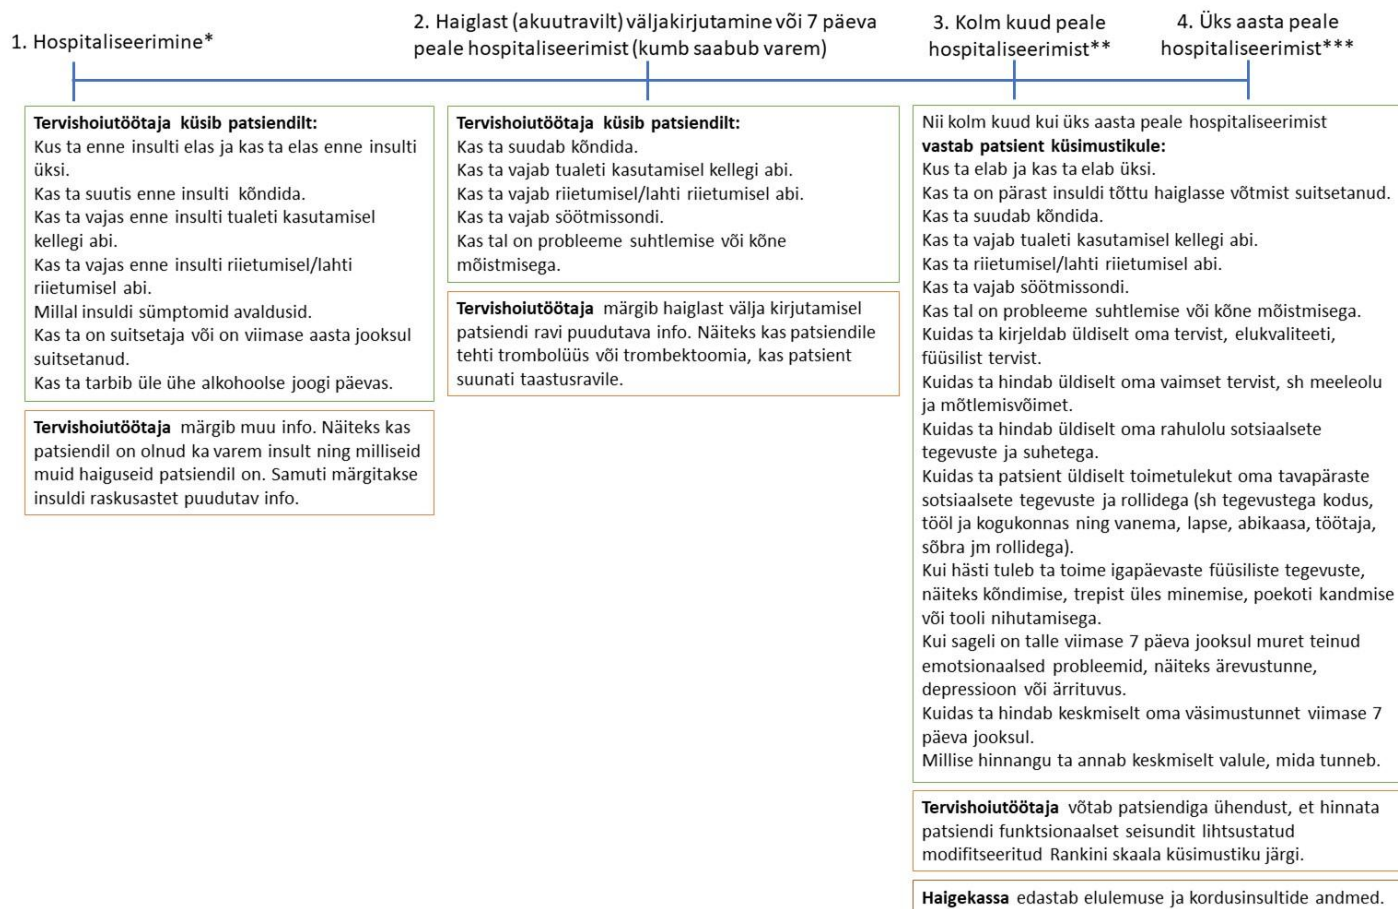 1. Hospitaliseerimine*
2. Haiglast (akuutravilt) väljakirjutamine või 7 päeva
peale hospitaliseerimist (kumb saabub varem)
3. Kolm kuud peale
hospitaliseerimist**
4. Üks aasta peale
hospitaliseerimist***
Tervishoiutöötaja küsib patsiendilt:
Kus ta enne insulti elas ja kas ta elas enne insulti
üksi.
Kas ta suutis enne insulti kõndida.
Kas ta vajas enne insulti tualeti kasutamisel
kellegi abi.
Kas ta vajas enne insulti riietumisel/lahti
riietumisel abi.
Millal insuldi sümptomid avaldusid.
Kas ta on suitsetaja või on viimase aasta jooksul
suitsetanud.
Kas ta tarbib üle ühe alkohoolse joogi päevas.
Tervishoiutöötaja märgib muu info. Näiteks kas
patsiendil on olnud ka varem insult ning milliseid
muid haiguseid patsiendil on. Samuti märgitakse
insuldi raskusastet puudutav info.
Tervishoiutöötaja küsib patsiendilt:
Kas ta suudab kõndida.
Kas ta vajab tualeti kasutamisel kellegi abi.
Kas ta vajab riietumisel/lahti riietumisel abi.
Kas ta vajab söötmissondi.
Kas tal on probleeme suhtlemise või kõne
mõistmisega.
Tervishoiutöötaja märgib haiglast välja kirjutamisel
patsiendi ravi puudutava info. Näiteks kas patsiendile
tehti trombolüüs või trombektoomia, kas patsient
suunati taastusravile.
Nii kolm kuud kui üks aasta peale hospitaliseerimist
vastab patsient küsimustikule:
Kus ta elab ja kas ta elab üksi.
Kas ta on pärast insuldi tõttu haiglasse võtmist suitsetanud.
Kas ta suudab kõndida.
Kas ta vajab tualeti kasutamisel kellegi abi.
Kas ta riietumisel/lahti riietumisel abi.
Kas ta vajab söötmissondi.
Kas tal on probleeme suhtlemise või kõne mõistmisega.
Kuidas ta kirjeldab üldiselt oma tervist, elukvaliteeti,
füüsilist tervist.
Kuidas ta hindab üldiselt oma vaimset tervist, sh meeleolu
ja mõtlemisvõimet.
Kuidas ta hindab üldiselt oma rahulolu sotsiaalsete
tegevuste ja suhetega.
Kuidas ta patsient üldiselt toimetulekut oma tavapäraste
sotsiaalsete tegevuste ja rollidega (sh tegevustega kodus,
tööl ja kogukonnas ning vanema, lapse, abikaasa, töötaja,
sõbra jm rollidega).
Kui hästi tuleb ta toime igapäevaste füüsiliste tegevuste,
näiteks kõndimise, trepist üles minemise, poekoti kandmise
või tooli nihutamisega.
Kui sageli on talle viimase 7 päeva jooksul muret teinud
emotsionaalsed probleemid, näiteks ärevustunne,
depressioon või ärrituvus.
Kuidas ta hindab keskmiselt oma väsimustunnet viimase 7
päeva jooksul.
Millise hinnangu ta annab keskmiselt valule, mida tunneb.
Tervishoiutöötaja võtab patsiendiga ühendust, et hinnata
patsiendi funktsionaalset seisundit lihtsustatud
modifitseeritud Rankini skaala küsimustiku järgi.
Haigekassa edastab elulemuse ja kordusinsultide andmed.